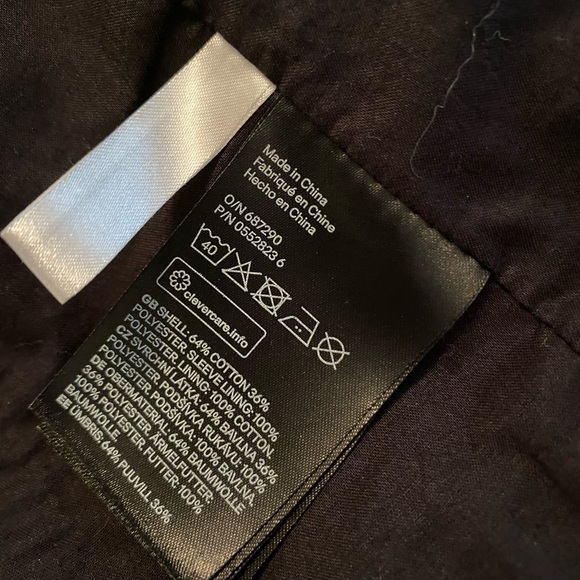 Made in China
Fabriqué en Chine
Hecho en China
O/N 687290
P/N 0552823 6
40
clevercare.info
GB SHELL: 64% COTTON 36%
POLYESTER. SLEEVE LINING: 100%
POLYESTER. LINING: 100% COTTON.
CZ SVRCHNÍ LÁTKA: 64% BAVLNA 36%
POLYESTER. PODŠÍVKA RUKÁVU: 100%
POLYESTER. PODŠÍVKA: 100% BAVLNA
DE OBERMATERIAL: 64% BAUMWOLLE
36% POLYESTER. ÄRMELFUTTER:
100% POLYESTER. FUTTER: 100%
BAUMWOLLE
EE ÜMBRIS: 64% PUUVILL 36%